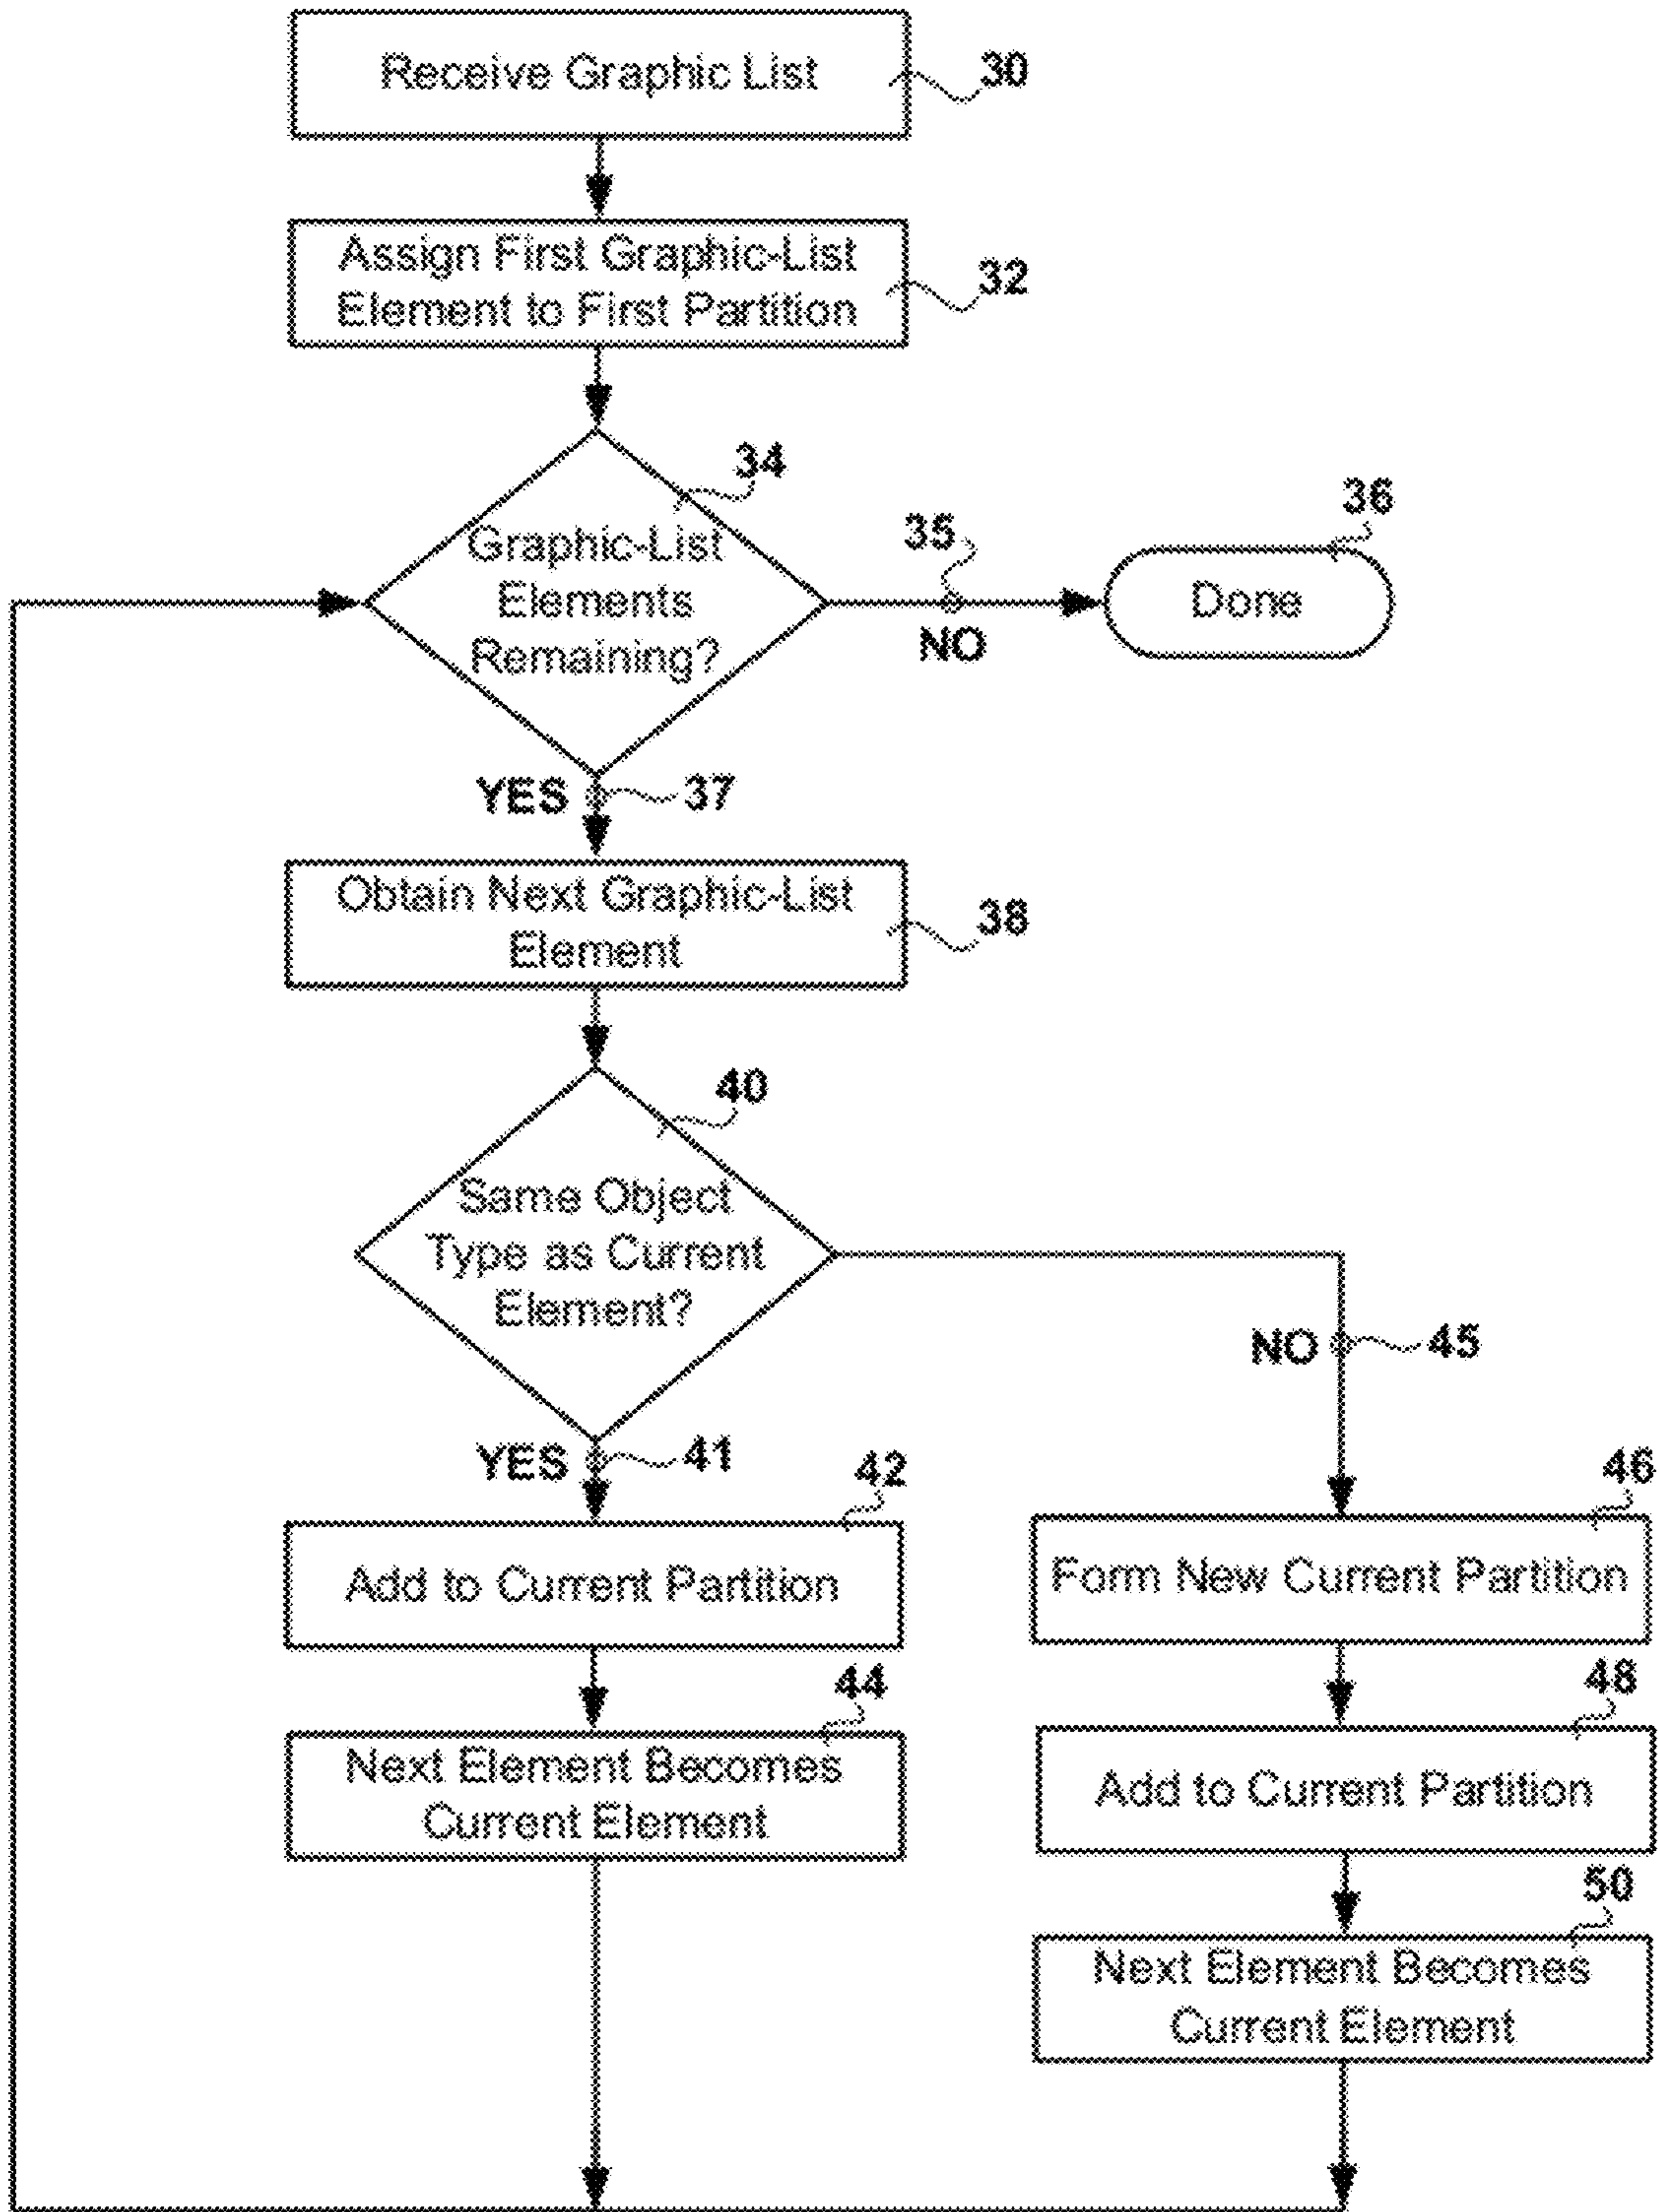 Receive Graphic List
30
Assign First Graphic-List
Element to First Partition
32
34
Graphic-List
Elements
Remaining?
35
NO
36
Done
YES
37
Obtain Next Graphic-List
Element
38
40
Same Object
Type as Current
Element?
NO
45
YES
41
42
Add to Current Partition
46
Form New Current Partition
44
Next Element Becomes
Current Element
48
Add to Current Partition
50
Next Element Becomes
Current Element